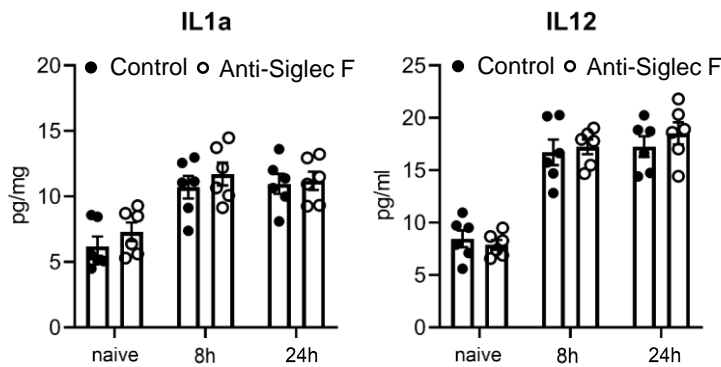 IL1a
Control Anti-Siglec F
20
15
10
5
0
pg/mg
naive 8h 24h
IL12
Control Anti-Siglec F
25
20
15
10
5
0
pg/ml
naive 8h 24h